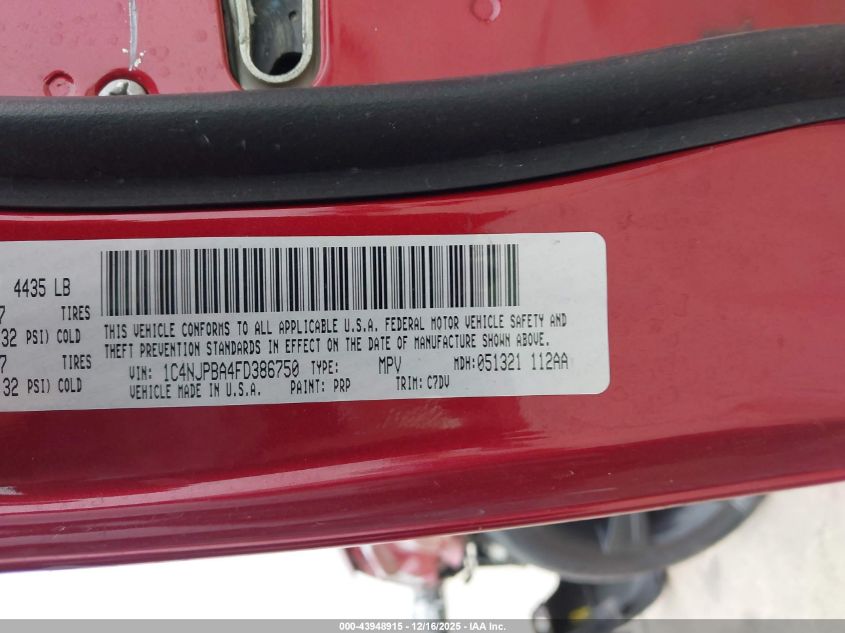 4435 LB
7 TIRES
32 PSI) COLD
7 TIRES
32 PSI) COLD
THIS VEHICLE CONFORMS TO ALL APPLICABLE U.S.A. FEDERAL MOTOR VEHICLE SAFETY AND
THEFT PREVENTION STANDARDS IN EFFECT ON THE DATE OF MANUFACTURE SHOWN ABOVE.
VIN: 1C4NJPBA4FD386750 TYPE: MPV MDH:051321 112AA
VEHICLE MADE IN U.S.A. PAINT: PRP TRIM: C7DV
000-43948915 - 12/16/2025 - IAA Inc.